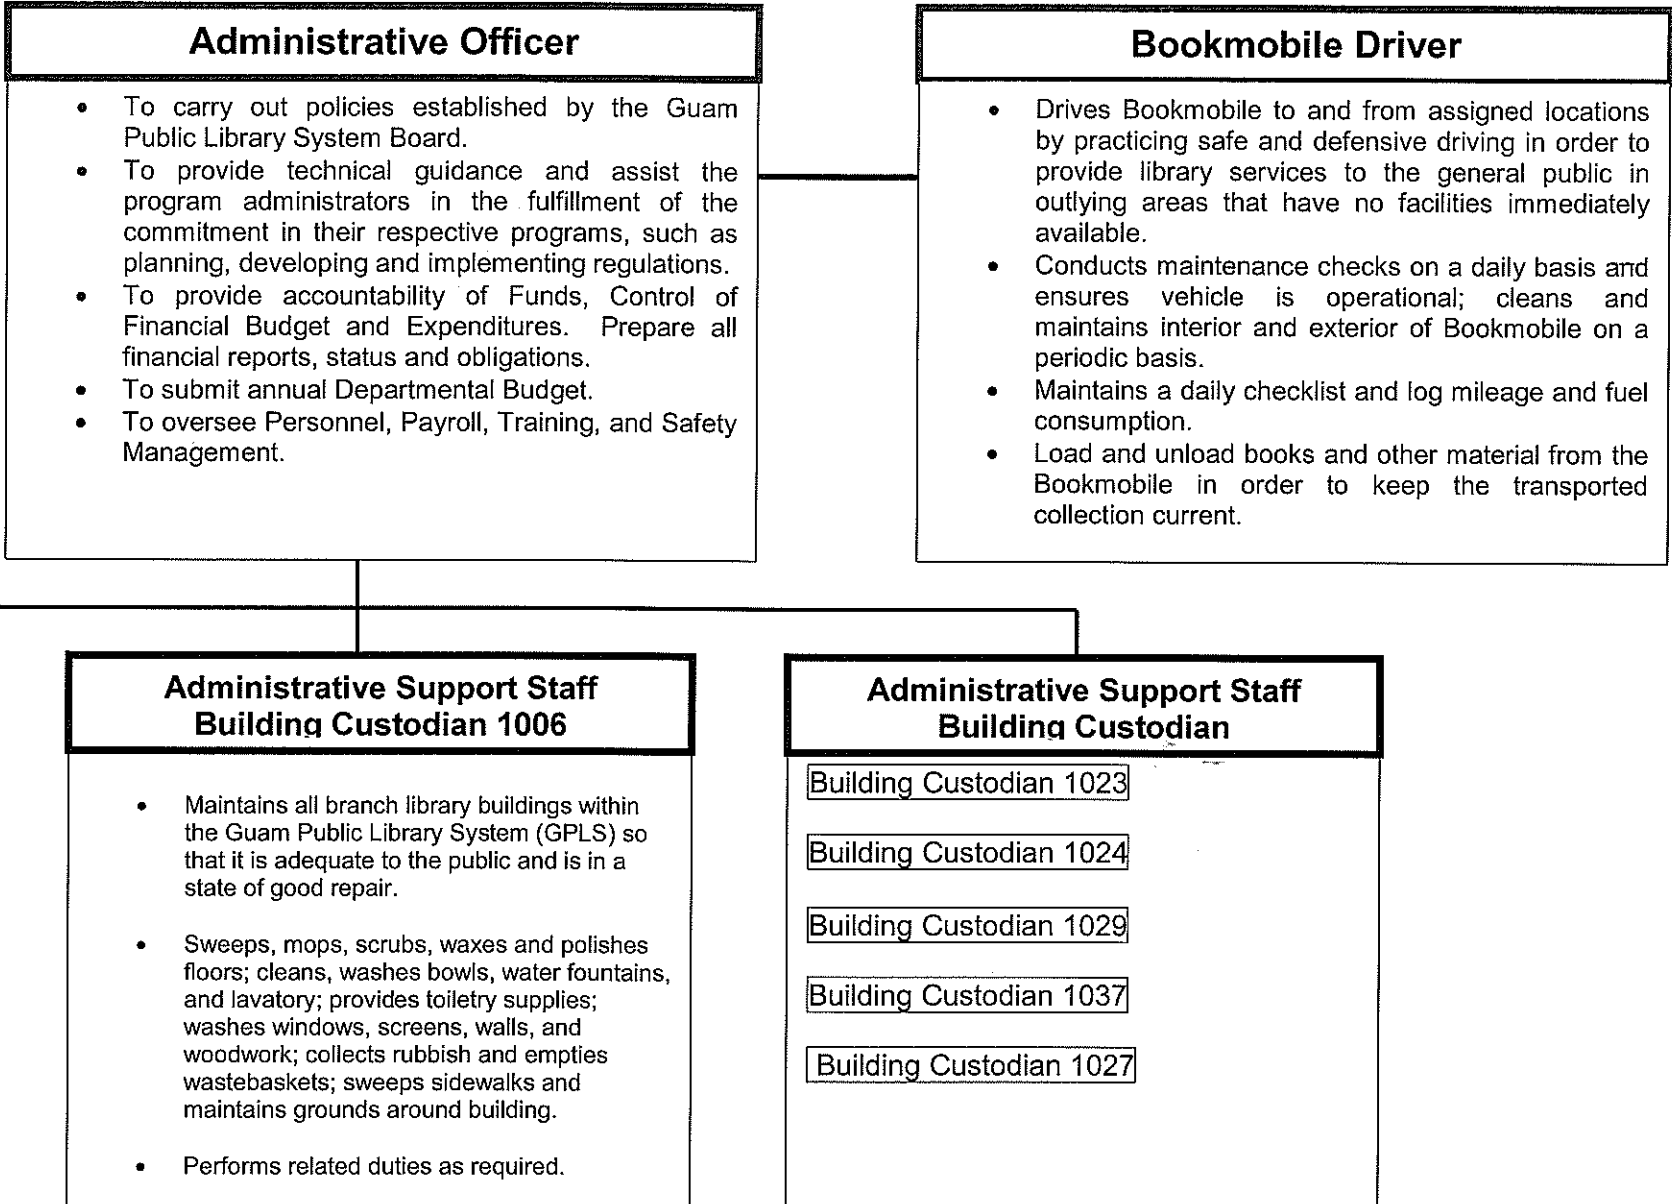 Administrative Officer
• To carry out policies established by the Guam
Public Library System Board.
• To provide technical guidance and assist the
program administrators in the fulfillment of the
commitment in their respective programs, such as
planning, developing and implementing regulations.
• To provide accountability of Funds, Control of
Financial Budget and Expenditures. Prepare all
financial reports, status and obligations.
• To submit annual Departmental Budget.
• To oversee Personnel, Payroll, Training, and Safety
Management.
Bookmobile Driver
• Drives Bookmobile to and from assigned locations
by practicing safe and defensive driving in order to
provide library services to the general public in
outlying areas that have no facilities immediately
available.
• Conducts maintenance checks on a daily basis and
ensures vehicle is operational; cleans and
maintains interior and exterior of Bookmobile on a
periodic basis.
• Maintains a daily checklist and log mileage and fuel
consumption.
• Load and unload books and other material from the
Bookmobile in order to keep the transported
collection current.
Administrative Support Staff
Building Custodian 1006
• Maintains all branch library buildings within
the Guam Public Library System (GPLS) so
that it is adequate to the public and is in a
state of good repair.
• Sweeps, mops, scrubs, waxes and polishes
floors; cleans, washes bowls, water fountains,
and lavatory; provides toiletry supplies;
washes windows, screens, walls, and
woodwork; collects rubbish and empties
wastebaskets; sweeps sidewalks and
maintains grounds around building.
• Performs related duties as required.
Administrative Support Staff
Building Custodian
Building Custodian 1023
Building Custodian 1024
Building Custodian 1029
Building Custodian 1037
Building Custodian 1027